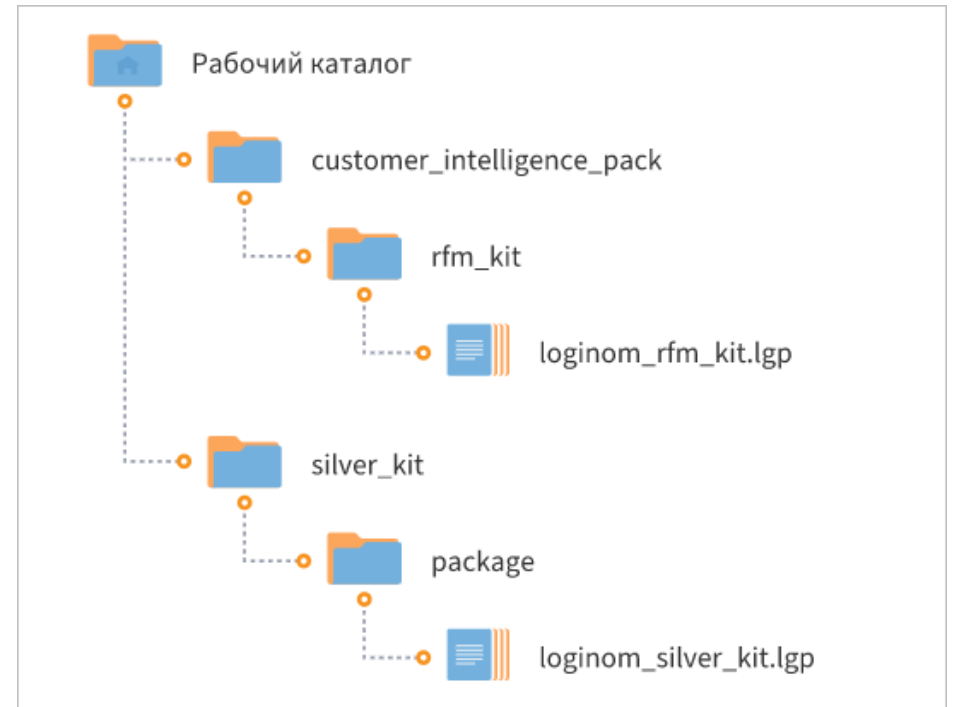 Рабочий каталог
customer_intelligence_pack
rfm_kit
loginom_rfm_kit.lgp
silver_kit
package
loginom_silver_kit.lgp